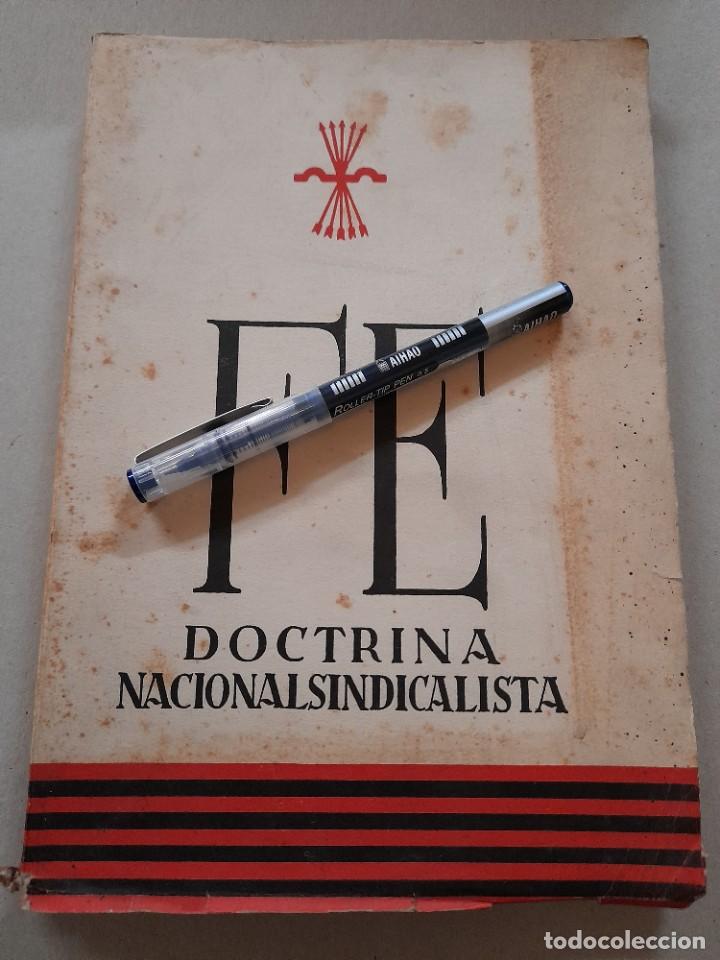 FE
AIHAO
AIHAO
ROLLER-TIP PEN
DOCTRINA
NACIONALSINDICALISTA
todocoleccion